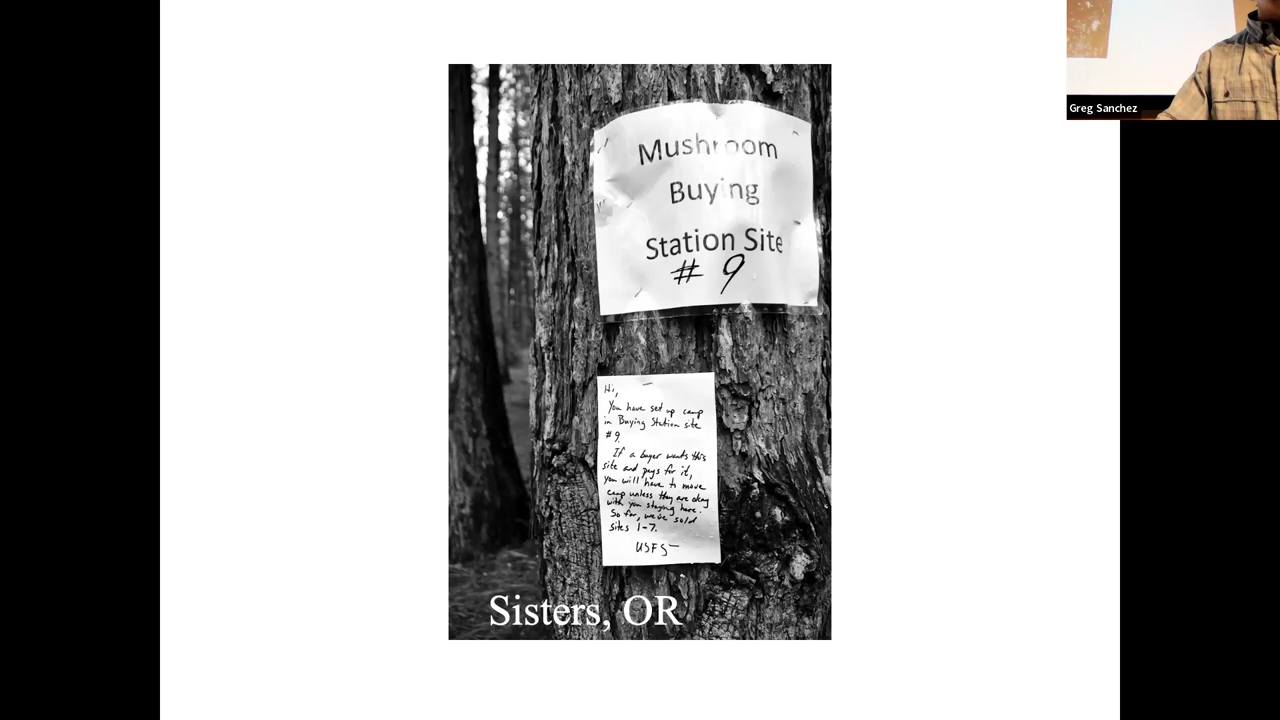 Greg Sanchez
Mushroom
Buying
Station Site
# 9
Hi,
You have set up camp
in Buying Station site
#9.
If a buyer wants this
site and pays for it,
you will have to move
camp unless they are okay
with you staying here.
So far, we've sold
sites 1-7.
USFS
Sisters, OR